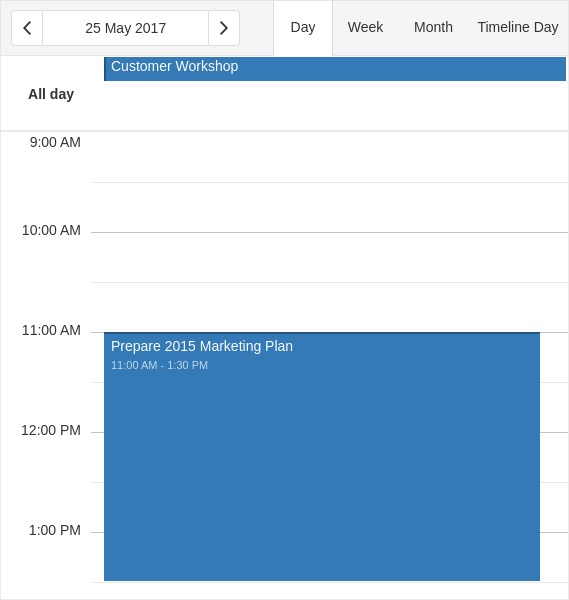 25 May 2017
Day Week Month Timeline Day
Customer Workshop
All day
9:00 AM
10:00 AM
11:00 AM
Prepare 2015 Marketing Plan
11:00 AM - 1:30 PM
12:00 PM
1:00 PM